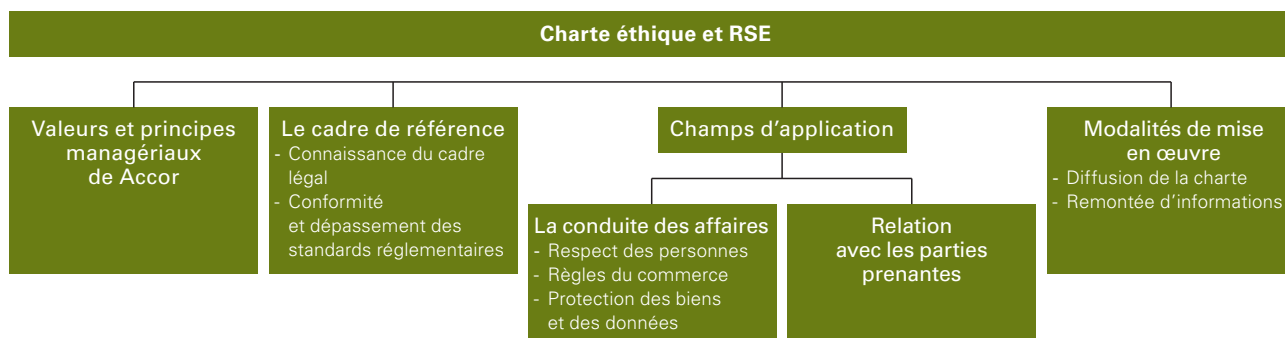 Charte éthique et RSE
Valeurs et principes
managériaux
de Accor
Le cadre de référence
- Connaissance du cadre
légal
- Conformité
et dépassement des
standards réglementaires
Champs d'application
La conduite des affaires
- Respect des personnes
- Règles du commerce
- Protection des biens
et des données
Relation
avec les parties
prenantes
Modalités de mise
en œuvre
- Diffusion de la charte
- Remontée d'informations